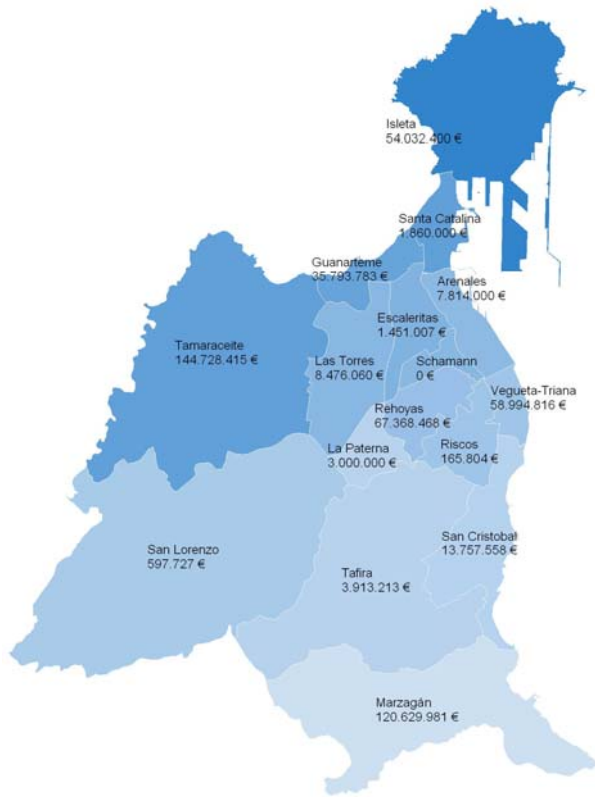 Isleta
54.032.400 €
Santa Catalina
1.860.000 €
Guanarteme
35.793.783 €
Arenales
7.814.000 €
Escaleritas
1.451.007 €
Tamaraceite
144.728.415 €
Las Torres
8.476.060 €
Schamann
0 €
Vegueta-Triana
58.994.816 €
Rehoyas
67.368.468 €
La Paterna
3.000.000 €
Riscos
165.804 €
San Lorenzo
597.727 €
San Cristobal
13.757.558 €
Tafira
3.913.213 €
Marzagán
120.629.981 €